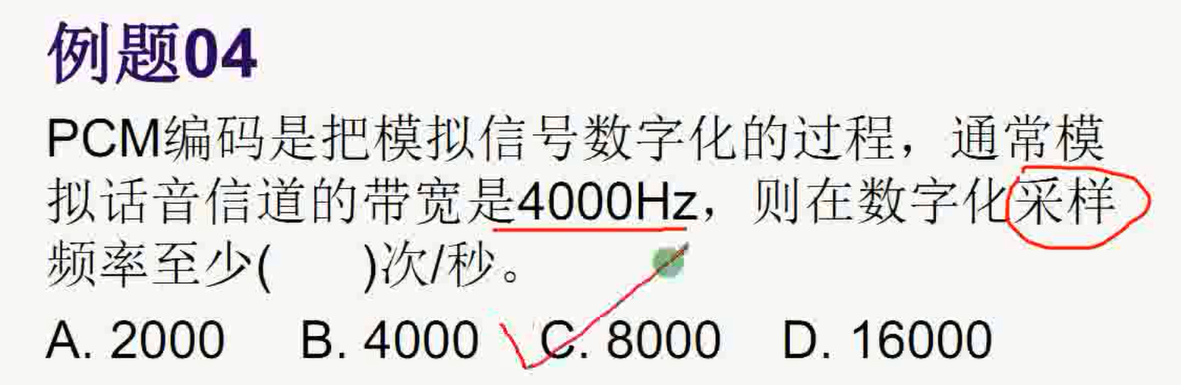 例题04
PCM编码是把模拟信号数字化的过程，通常模
拟话音信道的带宽是4000Hz，则在数字化采样
频率至少(      )次/秒。
A. 2000    B. 4000    C. 8000    D. 16000